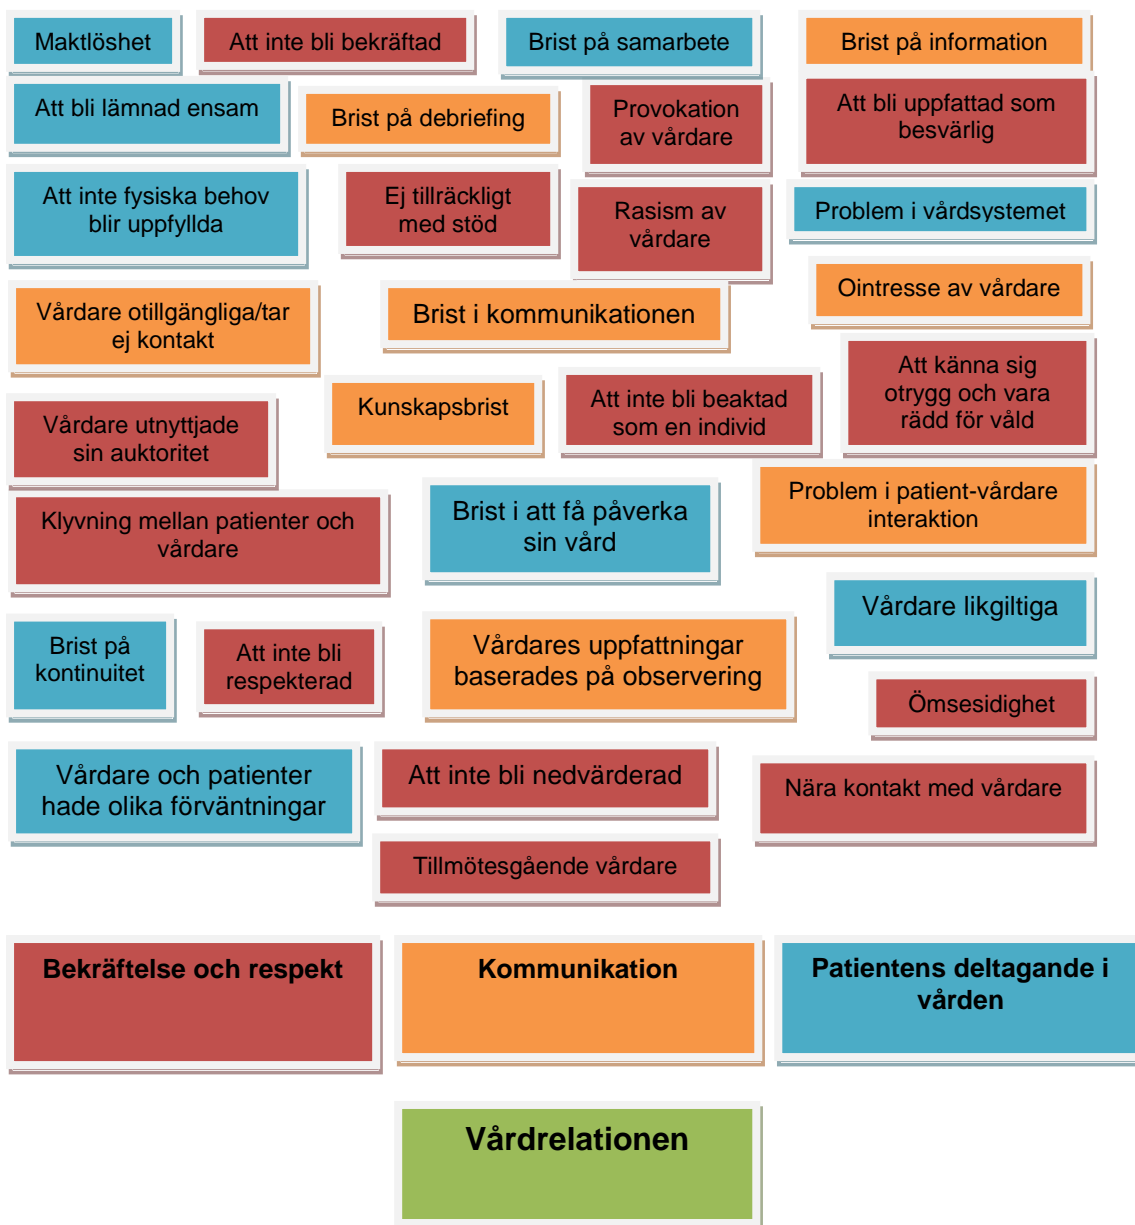 Maktlöshet
Att inte bli bekräftad
Brist på samarbete
Brist på information
Att bli lämnad ensam
Brist på debriefing
Provokation
av vårdare
Att bli uppfattad som
besvärlig
Att inte fysiska behov
blir uppfyllda
Ej tillräckligt
med stöd
Rasism av
vårdare
Problem i vårdsystemet
Vårdare otillgängliga/tar
ej kontakt
Brist i kommunikationen
Ointresse av vårdare
Vårdare utnyttjade
sin auktoritet
Kunskapsbrist
Att inte bli beaktad
som en individ
Att känna sig
otrygg och vara
rädd för våld
Klyvning mellan patienter och
vårdare
Brist i att få påverka
sin vård
Problem i patient-vårdare
interaktion
Vårdare likgiltiga
Brist på
kontinuitet
Att inte bli
respekterad
Vårdares uppfattningar
baserades på observering
Ömsesidighet
Vårdare och patienter
hade olika förväntningar
Att inte bli nedvärderad
Nära kontakt med vårdare
Tillmötesgående vårdare
Bekräftelse och respekt
Kommunikation
Patientens deltagande i
vården
Vårdrelationen